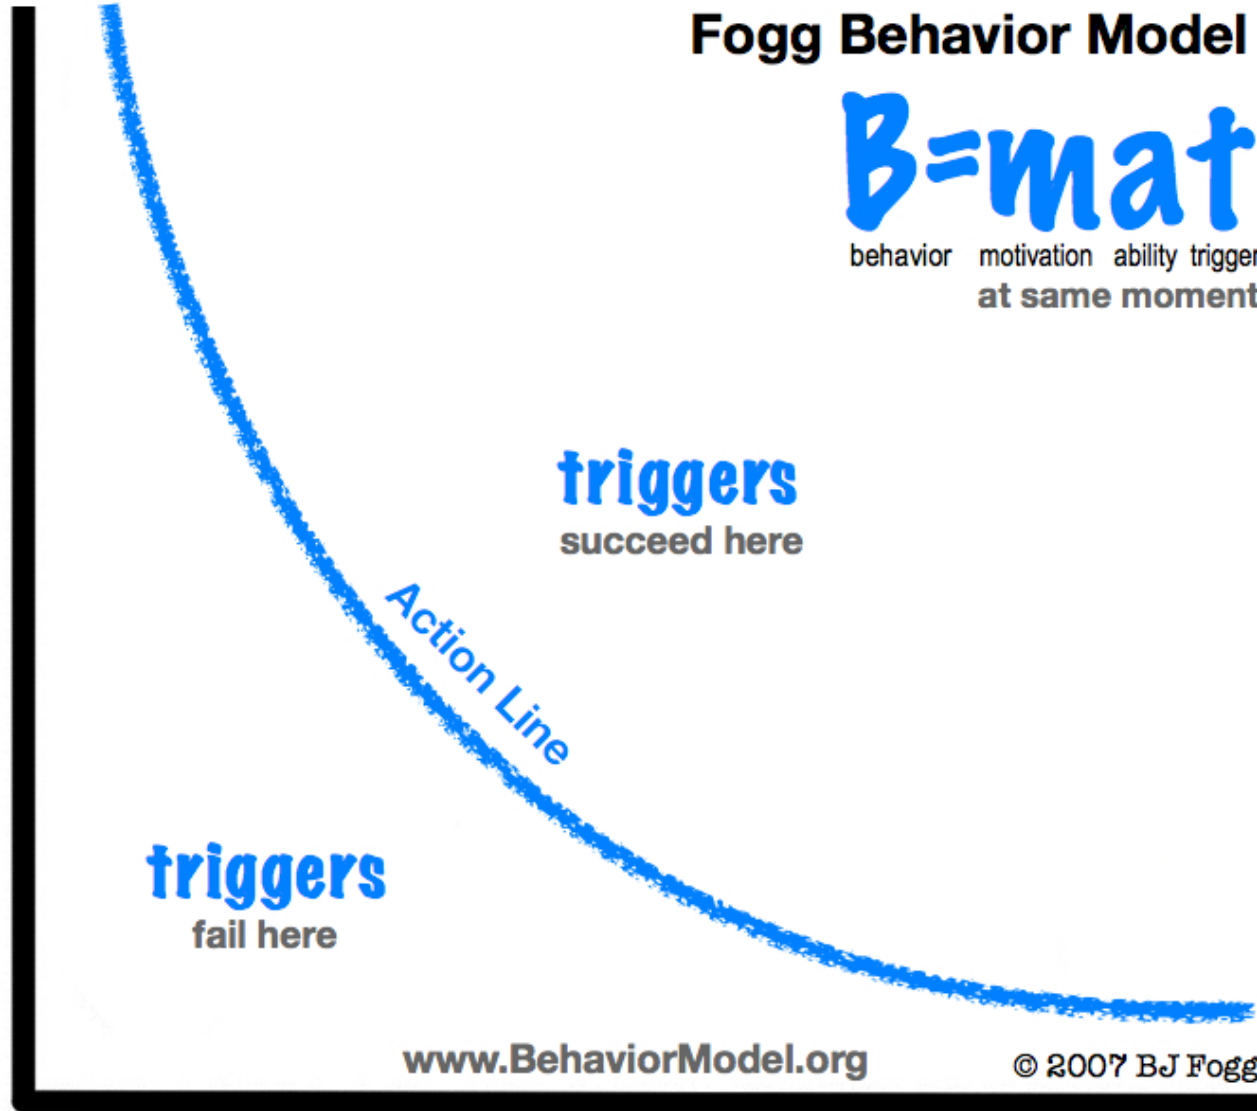 Fogg Behavior Model
B=mat
behavior motivation ability trigger
at same moment
triggers
succeed here
Action Line
triggers
fail here
www.BehaviorModel.org
© 2007 BJ Fogg